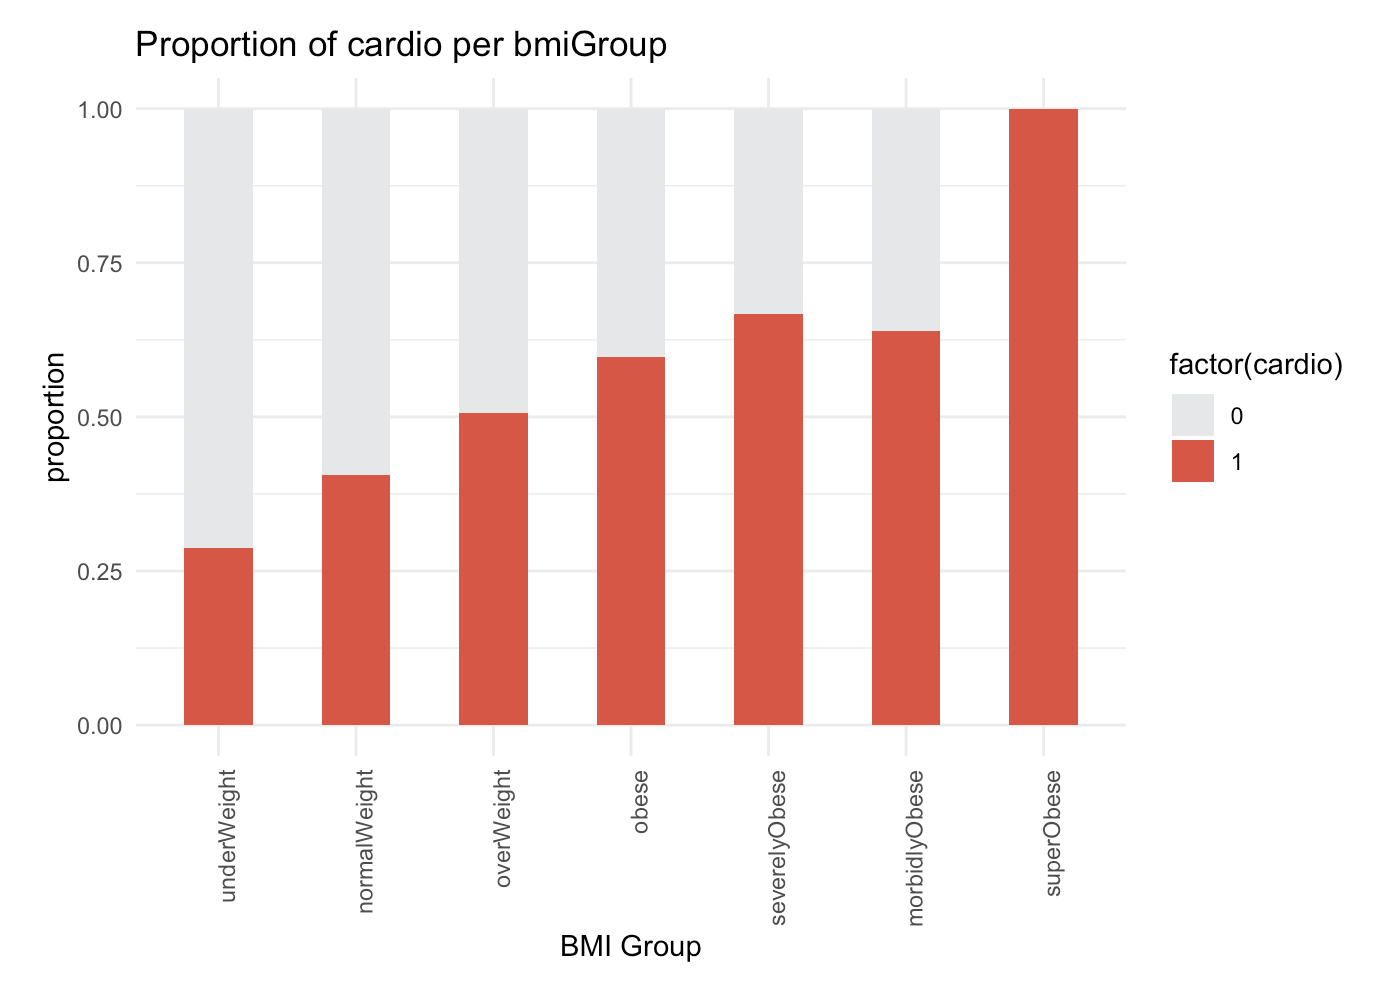 Proportion of cardio per bmiGroup
1.00
0.75
0.50
0.25
0.00
proportion
underWeight
normalWeight
overWeight
obese
severelyObese
morbidlyObese
superObese
BMI Group
factor(cardio)
0
1